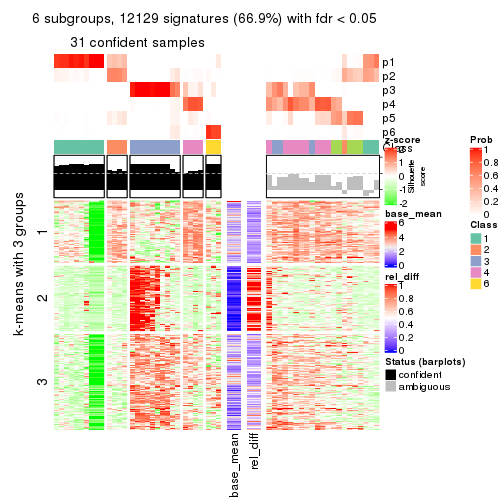 6 subgroups, 12129 signatures (66.9%) with fdr < 0.05
31 confident samples
p1
p2
p3
p4
p5
p6
Class
k-means with 3 groups
1
2
3
base_mean
rel_diff
z-score
2
1
0
-1
-2
Silhouette
score
base_mean
6
4
2
0
rel_diff
1
0.8
0.6
0.4
0.2
0
Status (barplots)
confident
ambiguous
Prob
1
0.8
0.6
0.4
0.2
0
Class
1
2
3
4
6